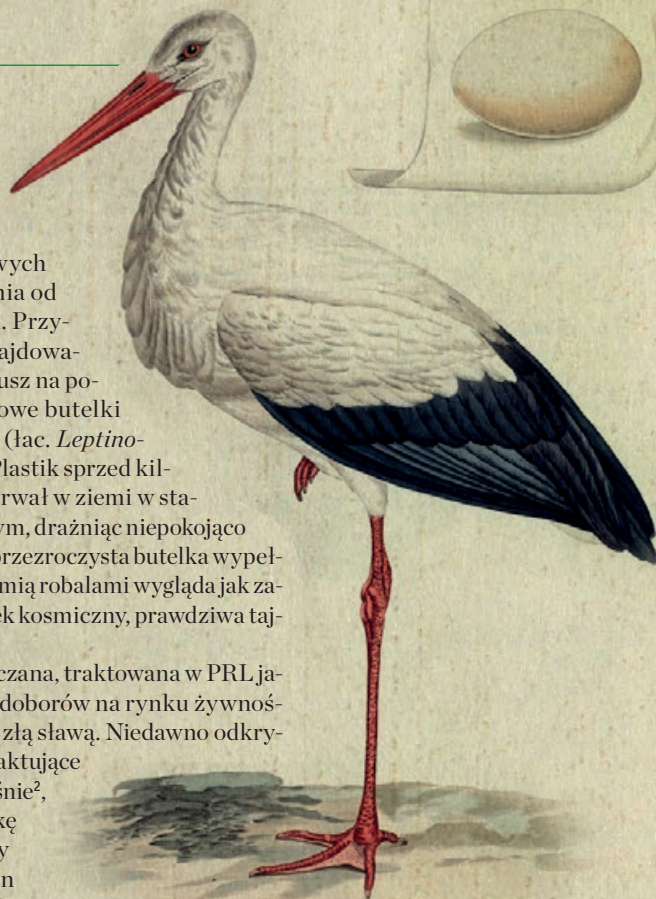 wych
nia od
. Przy-
ajdowa-
usz na po-
owe butelki
(łac. Leptino-
Plastik sprzed kil-
rwał w ziemi w sta-
ym, drażniąc niepokojąco
przezroczysta butelka wypeł-
mią robalami wygląda jak za-
ek kosmiczny, prawdziwa taj-
czana, traktowana w PRL ja-
doborów na rynku żywnoś-
złą sławą. Niedawno odkry-
aktujące
śnie²,
kę
y
n